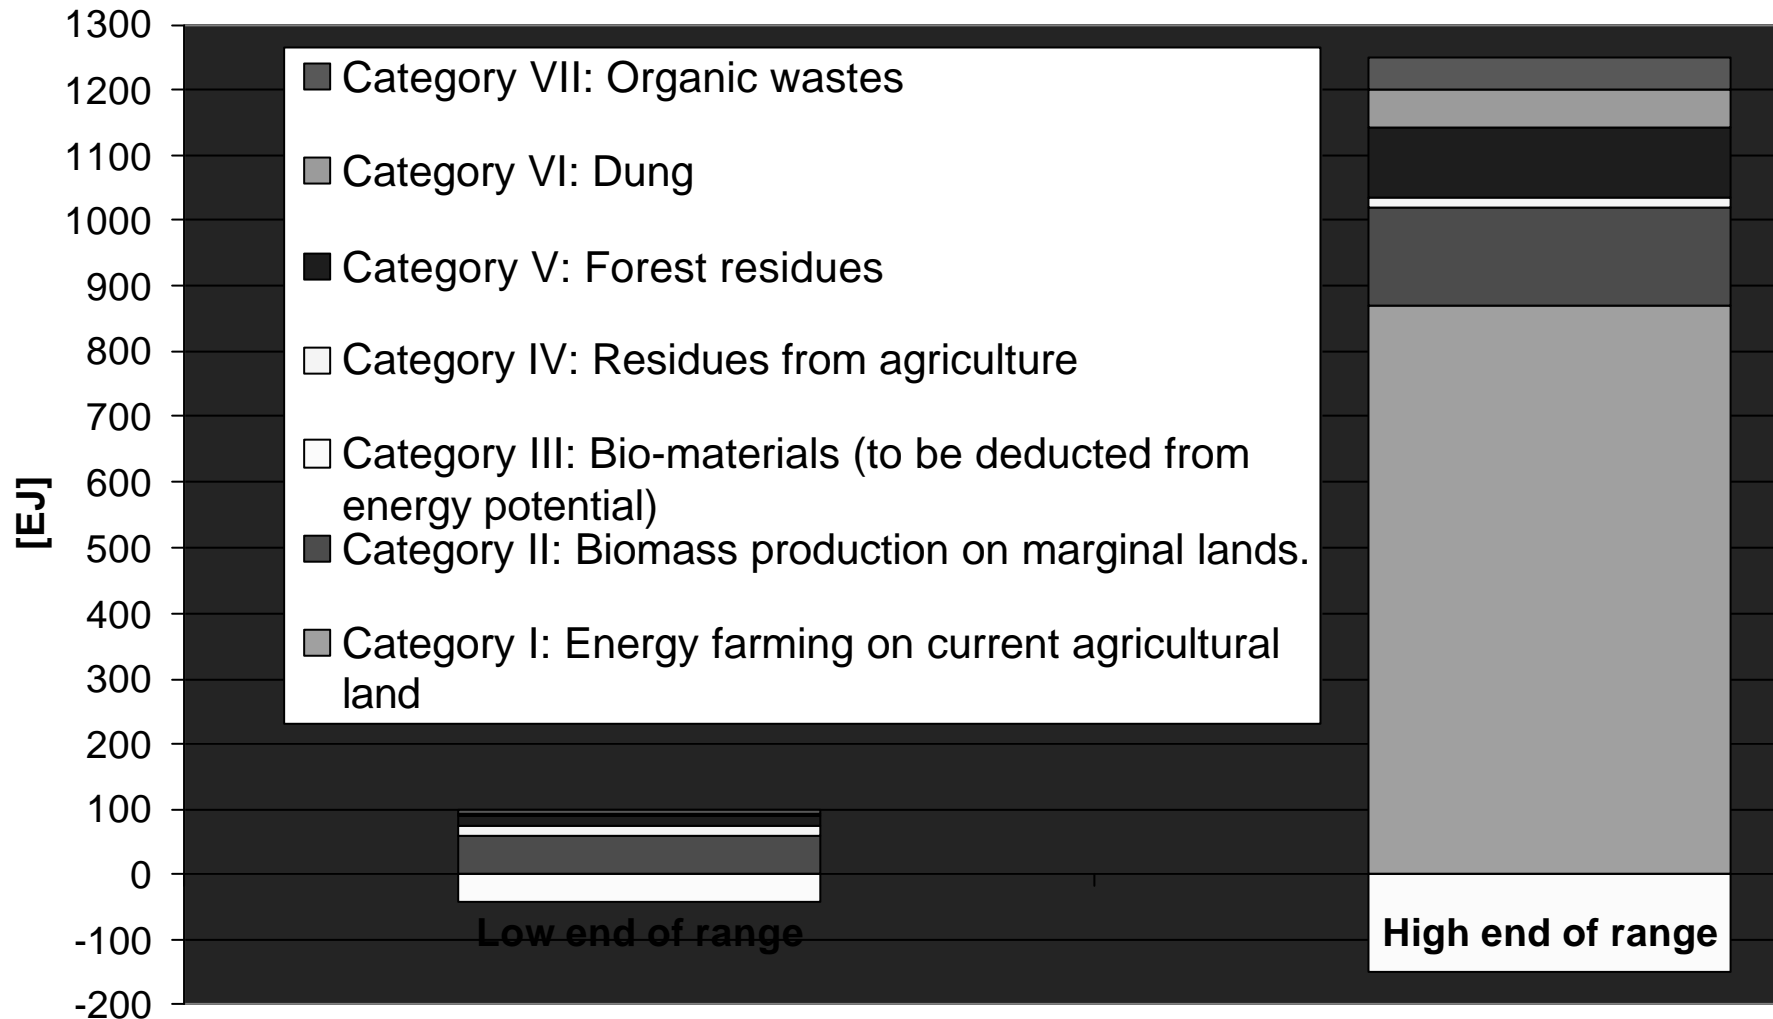 1300
1200
1100
1000
900
800
700
600
500
400
300
200
100
0
-100
-200
[EJ]
Category VII: Organic wastes
Category VI: Dung
Category V: Forest residues
Category IV: Residues from agriculture
Category III: Bio-materials (to be deducted from
energy potential)
Category II: Biomass production on marginal lands.
Category I: Energy farming on current agricultural
land
Low end of range
High end of range